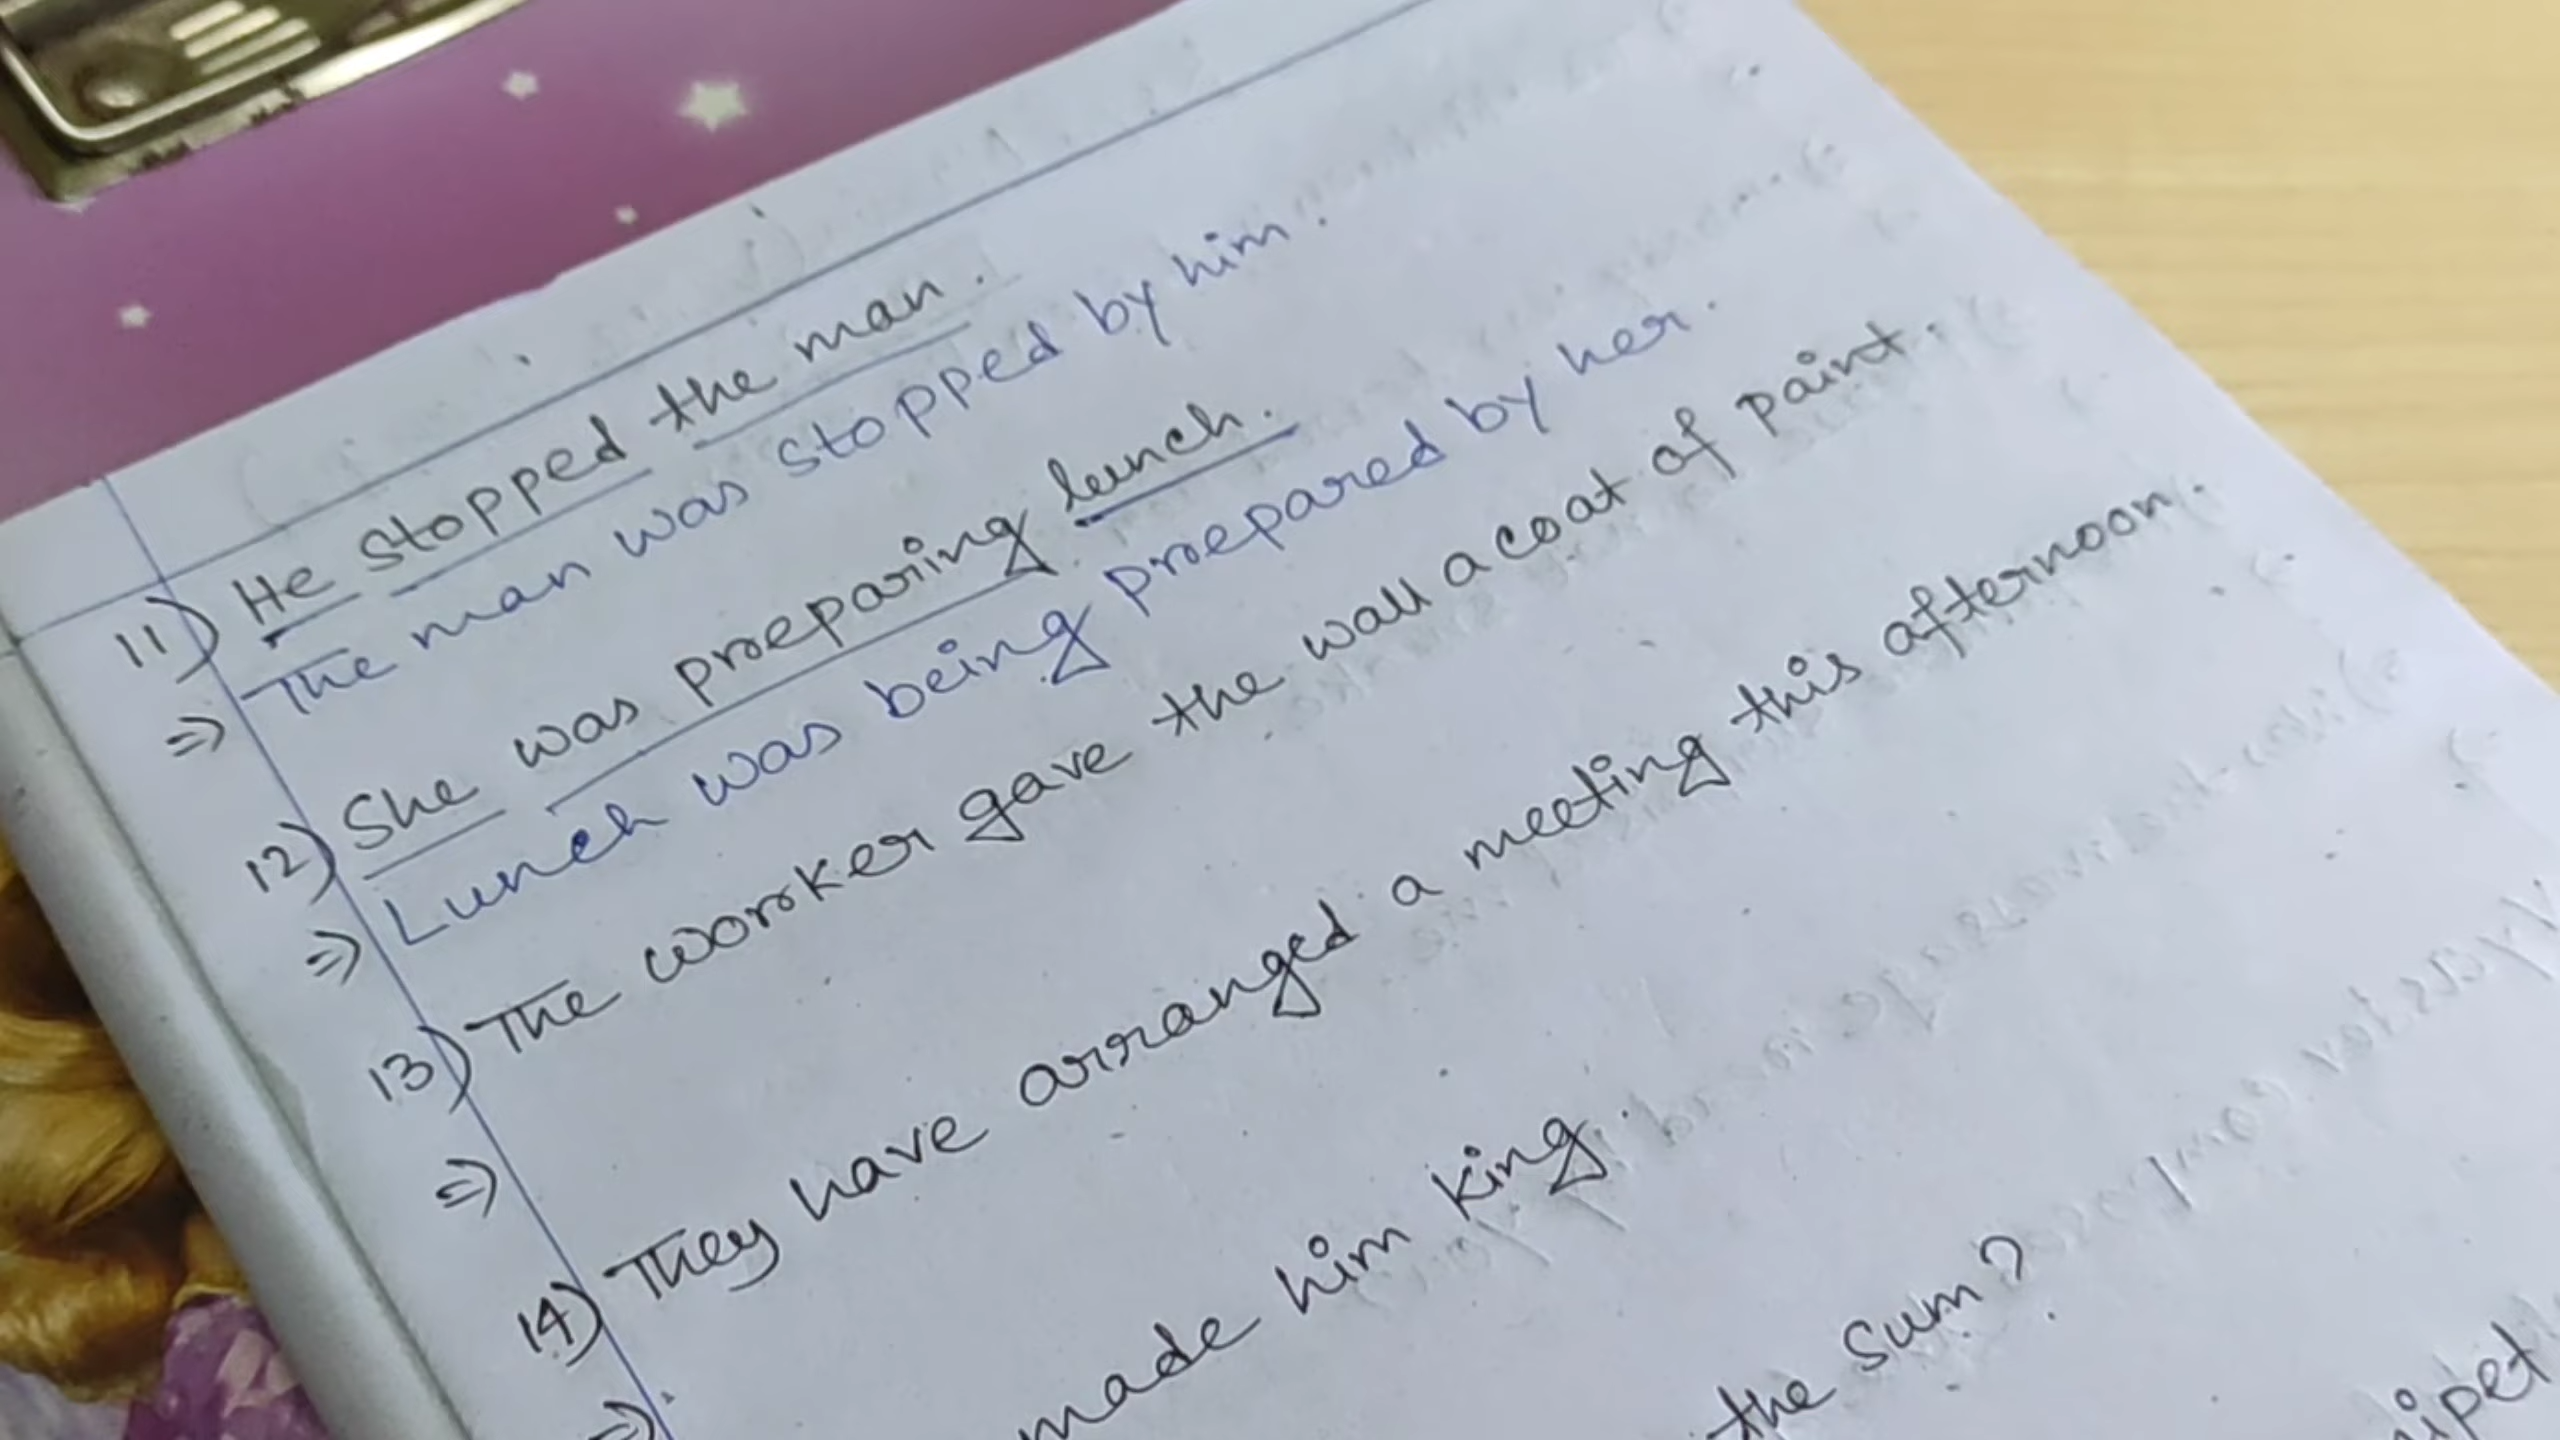 11) He stopped the man.
=> The man was stopped by him.
12) She was preparing lunch.
=> Lunch was being prepared by her.
13) The worker gave the wall a coat of paint.
=>
14) They have arranged a meeting this afternoon.
=>
made him king.
the sum?